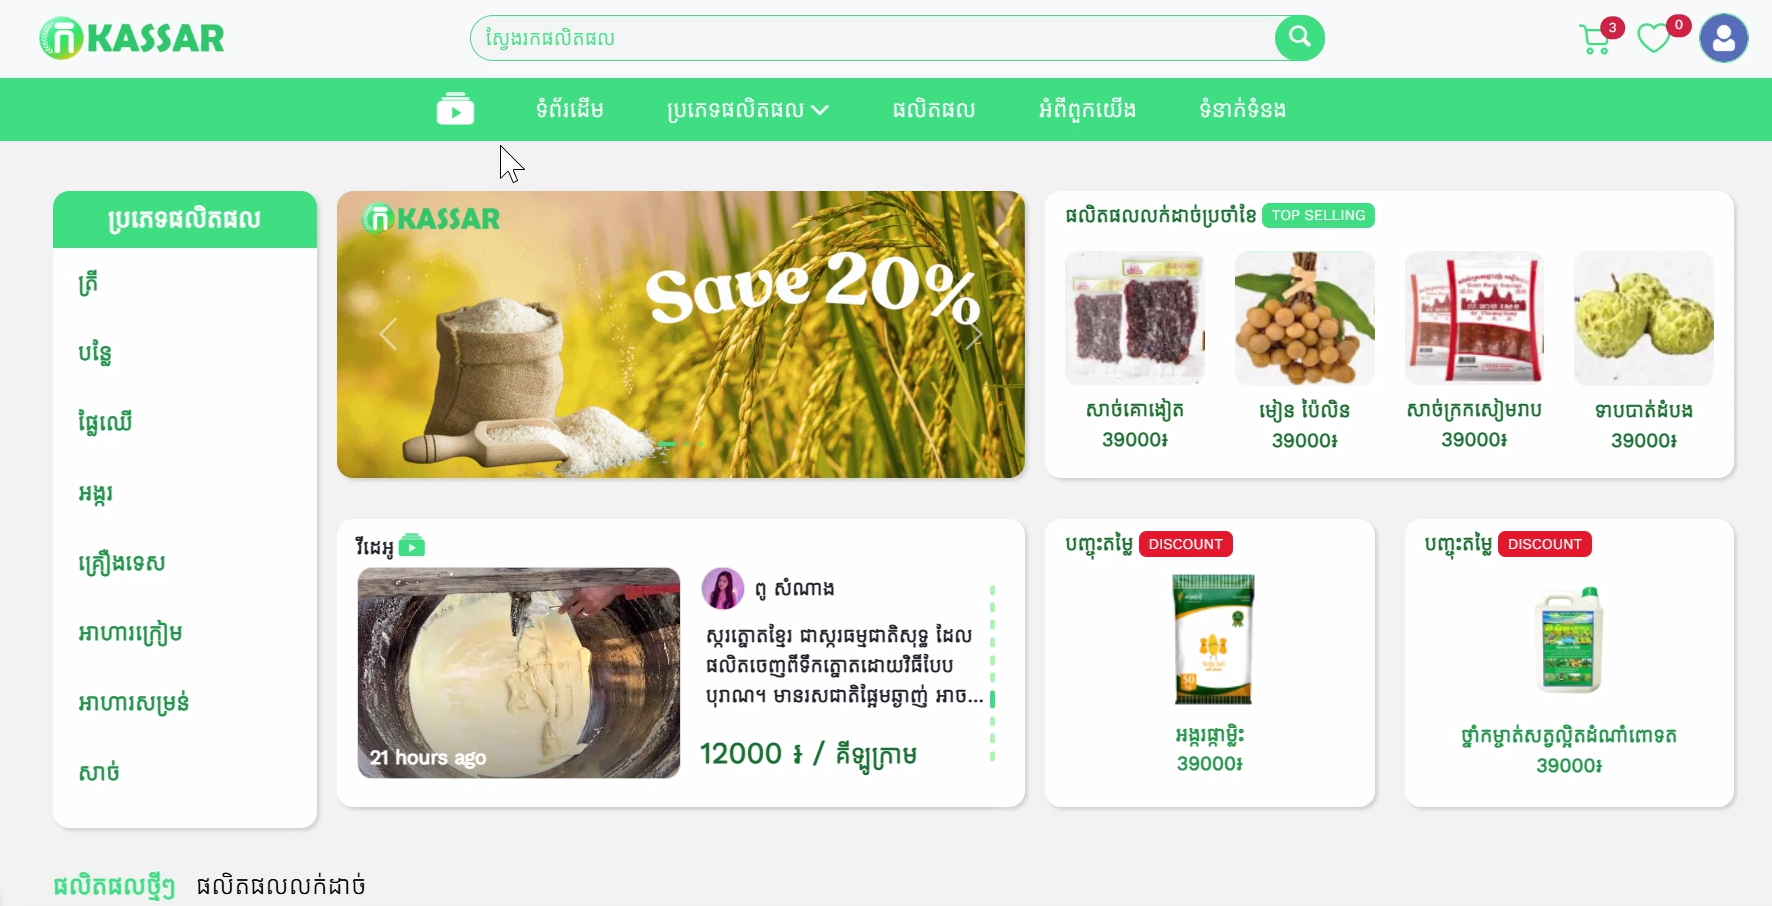 KASSAR
ស្វែងរកផលិតផល
3
0
ទំព័រដើម
ប្រភេទផលិតផល
ផលិតផល
អំពីពួកយើង
ទំនាក់ទំនង
ប្រភេទផលិតផល
ត្រី
បន្លែ
ផ្លែឈើ
អង្ករ
គ្រឿងទេស
អាហារក្រៀម
អាហារសម្រន់
សាច់
KASSAR
Save 20%
ផលិតផលលក់ដាច់ប្រចាំខែ TOP SELLING
សាច់គោងៀត
39000៛
មៀន ប៉ៃលិន
39000៛
សាច់ក្រកសៀមរាប
39000៛
ទាបបាត់ដំបង
39000៛
វីដេអូ
21 hours ago
ពូ សំណាង
ស្ករត្នោតខ្មែរ ជាស្ករធម្មជាតិសុទ្ធ ដែល
ផលិតចេញពីទឹកត្នោតដោយវិធីបែប
បុរាណ។ មានរសជាតិផ្អែមឆ្ងាញ់ អាច...
12000 ៛ / គីឡូក្រាម
បញ្ចុះតម្លៃ DISCOUNT
50
អង្ករផ្កាម្លិះ
39000៛
បញ្ចុះតម្លៃ DISCOUNT
ថ្នាំកម្ចាត់សត្វល្អិតដំណាំពោទត
39000៛
ផលិតផលថ្មីៗ
ផលិតផលលក់ដាច់